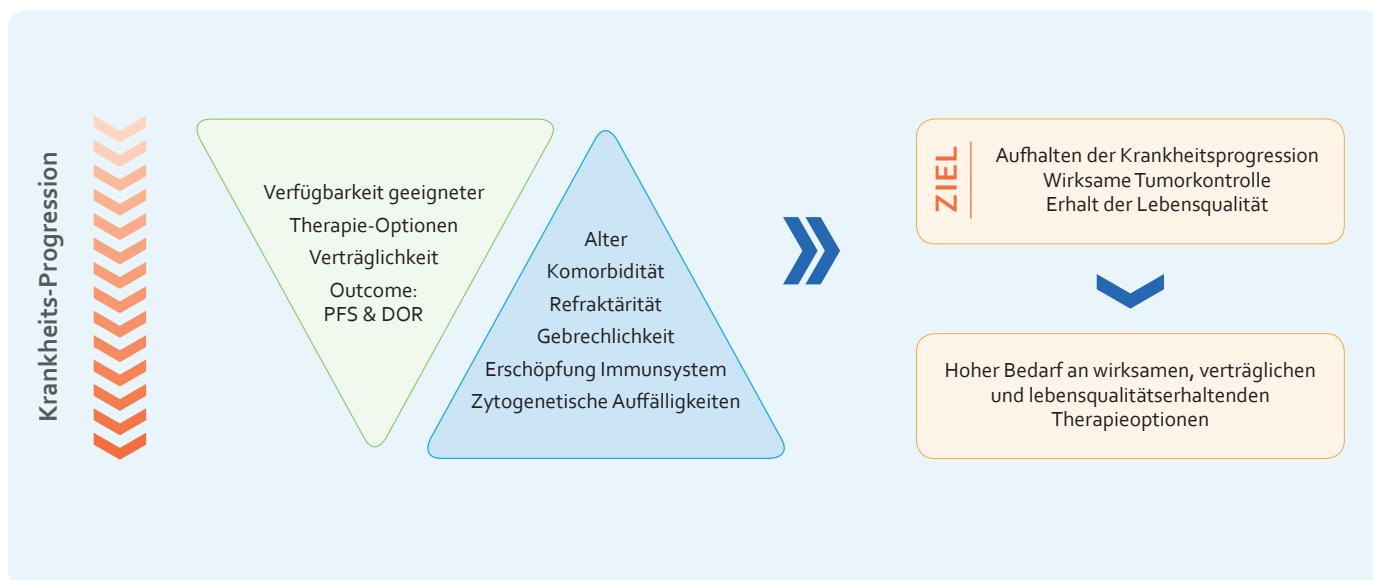 Krankheits-Progression
Verfügbarkeit geeigneter
Therapie-Optionen
Verträglichkeit
Outcome:
PFS & DOR
Alter
Komorbidität
Refraktärität
Gebrechlichkeit
Erschöpfung Immunsystem
Zytogenetische Auffälligkeiten
ZIEL
Aufhalten der Krankheitsprogression
Wirksame Tumorkontrolle
Erhalt der Lebensqualität
Hoher Bedarf an wirksamen, verträglichen
und lebensqualitätserhaltenden
Therapieoptionen